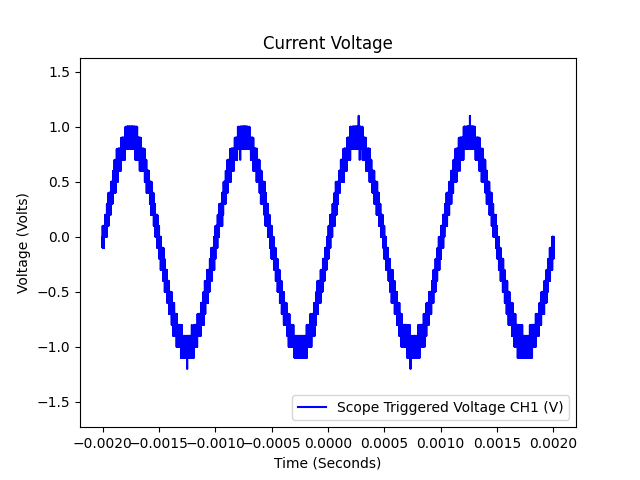 Current Voltage
1.5
1.0
0.5
0.0
−0.5
−1.0
−1.5
Voltage (Volts)
Scope Triggered Voltage CH1 (V)
−0.0020 −0.0015 −0.0010 −0.0005 0.0000 0.0005 0.0010 0.0015 0.0020
Time (Seconds)